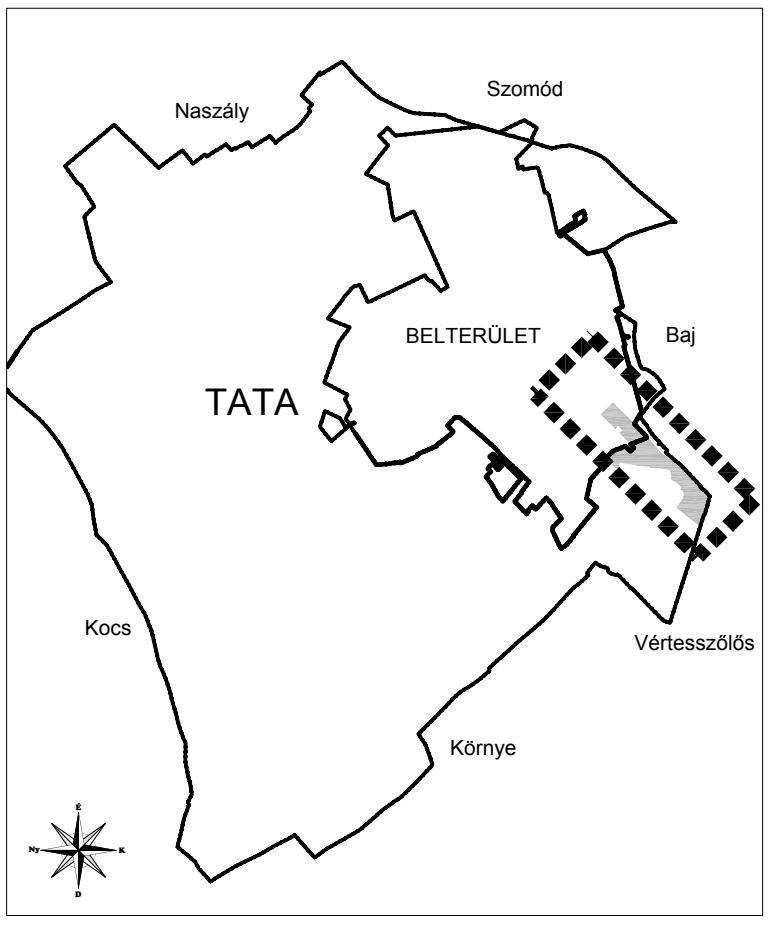 Szomód
Naszály
BELTERÜLET
Baj
TATA
Kocs
Vértesszőlős
Környe
É
Ny
K
D